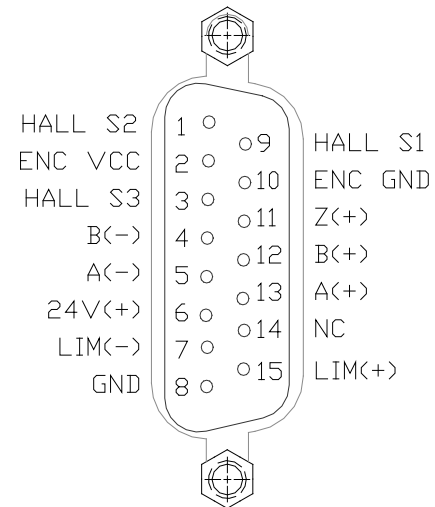 HALL S2 1
9 HALL S1
ENC VCC 2
10 ENC GND
HALL S3 3
11 Z(+)
B(-) 4
12 B(+)
A(-) 5
13 A(+)
24V(+) 6
14 NC
LIM(-) 7
15 LIM(+)
GND 8